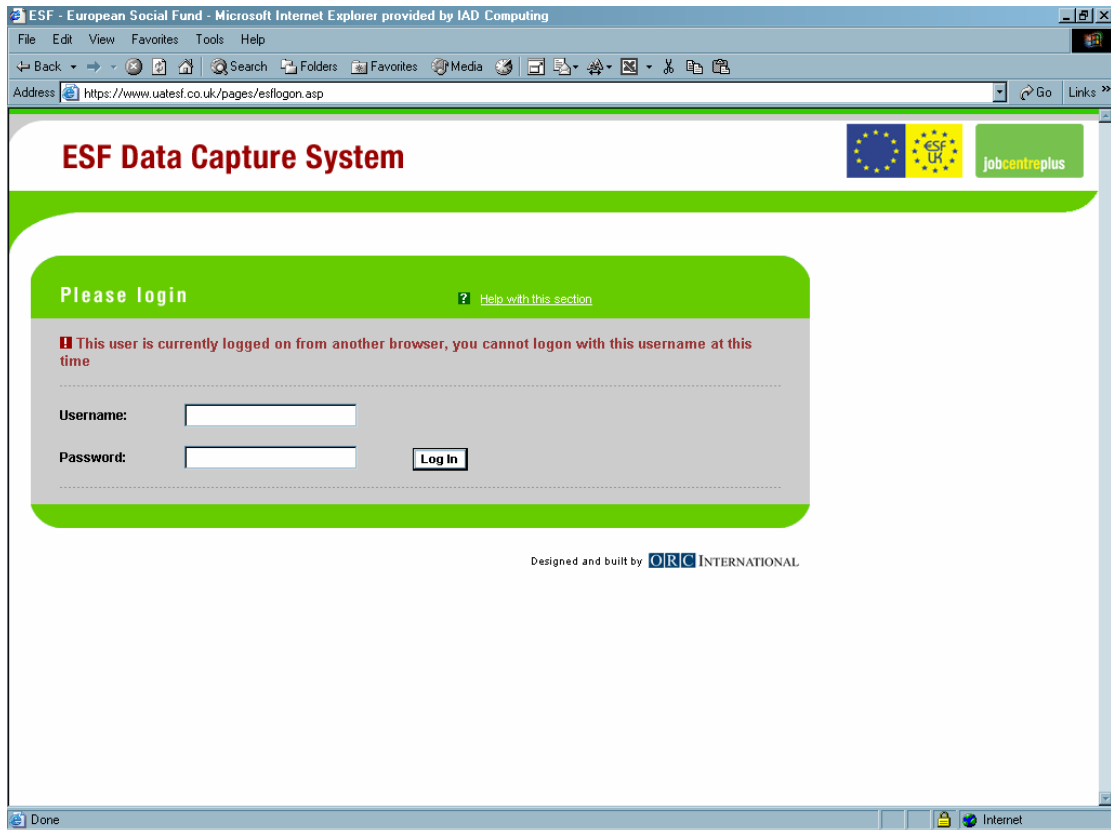 ESF - European Social Fund - Microsoft Internet Explorer provided by IAD Computing
File Edit View Favorites Tools Help
Back Search Folders Favorites Media
Address https://www.uatesf.co.uk/pages/esflogon.asp Go Links »
ESF Data Capture System
ESF UK
jobcentreplus
Please login
? Help with this section
! This user is currently logged on from another browser, you cannot logon with this username at this
time
Username:
Password: Log In
Designed and built by ORC INTERNATIONAL
Done Internet